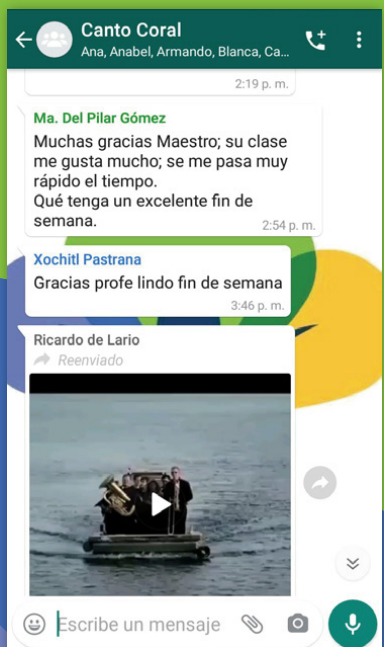 Canto Coral
Ana, Anabel, Armando, Blanca, Ca...
2:19 p. m.
Ma. Del Pilar Gómez
Muchas gracias Maestro; su clase
me gusta mucho; se me pasa muy
rápido el tiempo.
Qué tenga un excelente fin de
semana.
2:54 p. m.
Xochitl Pastrana
Gracias profe lindo fin de semana
3:46 p. m.
Ricardo de Lario
Reenviado
Escribe un mensaje